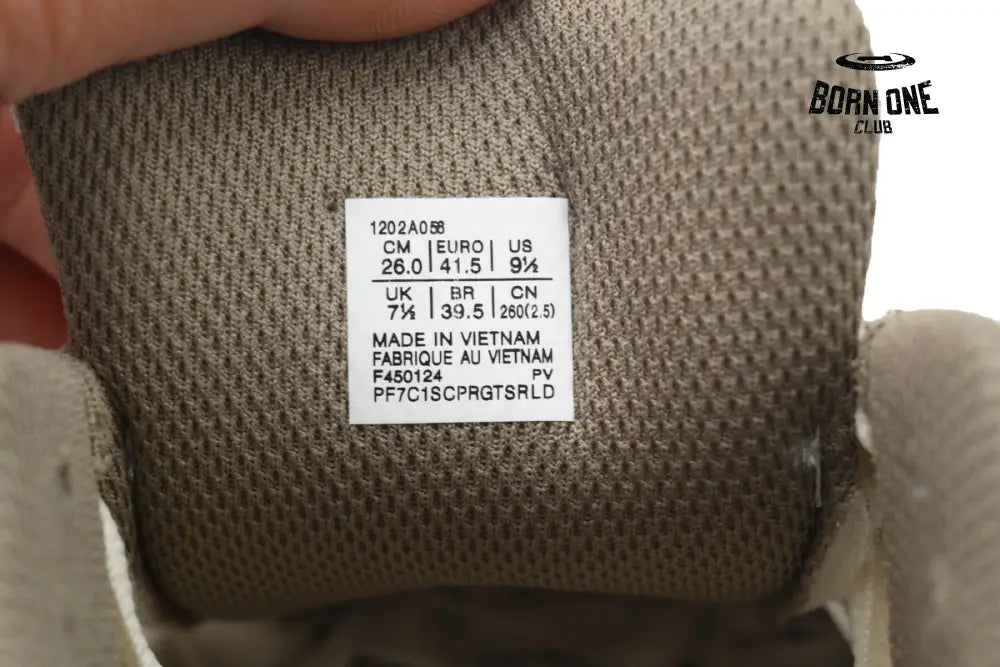 BORN ONE
CLUB
1202A056
CM | EURO | US
26.0 | 41.5 | 9½
UK | BR | CN
7½ | 39.5 | 260(2.5)
MADE IN VIETNAM
FABRIQUE AU VIETNAM
F450124 PV
PF7C1SCPRGTSRLD